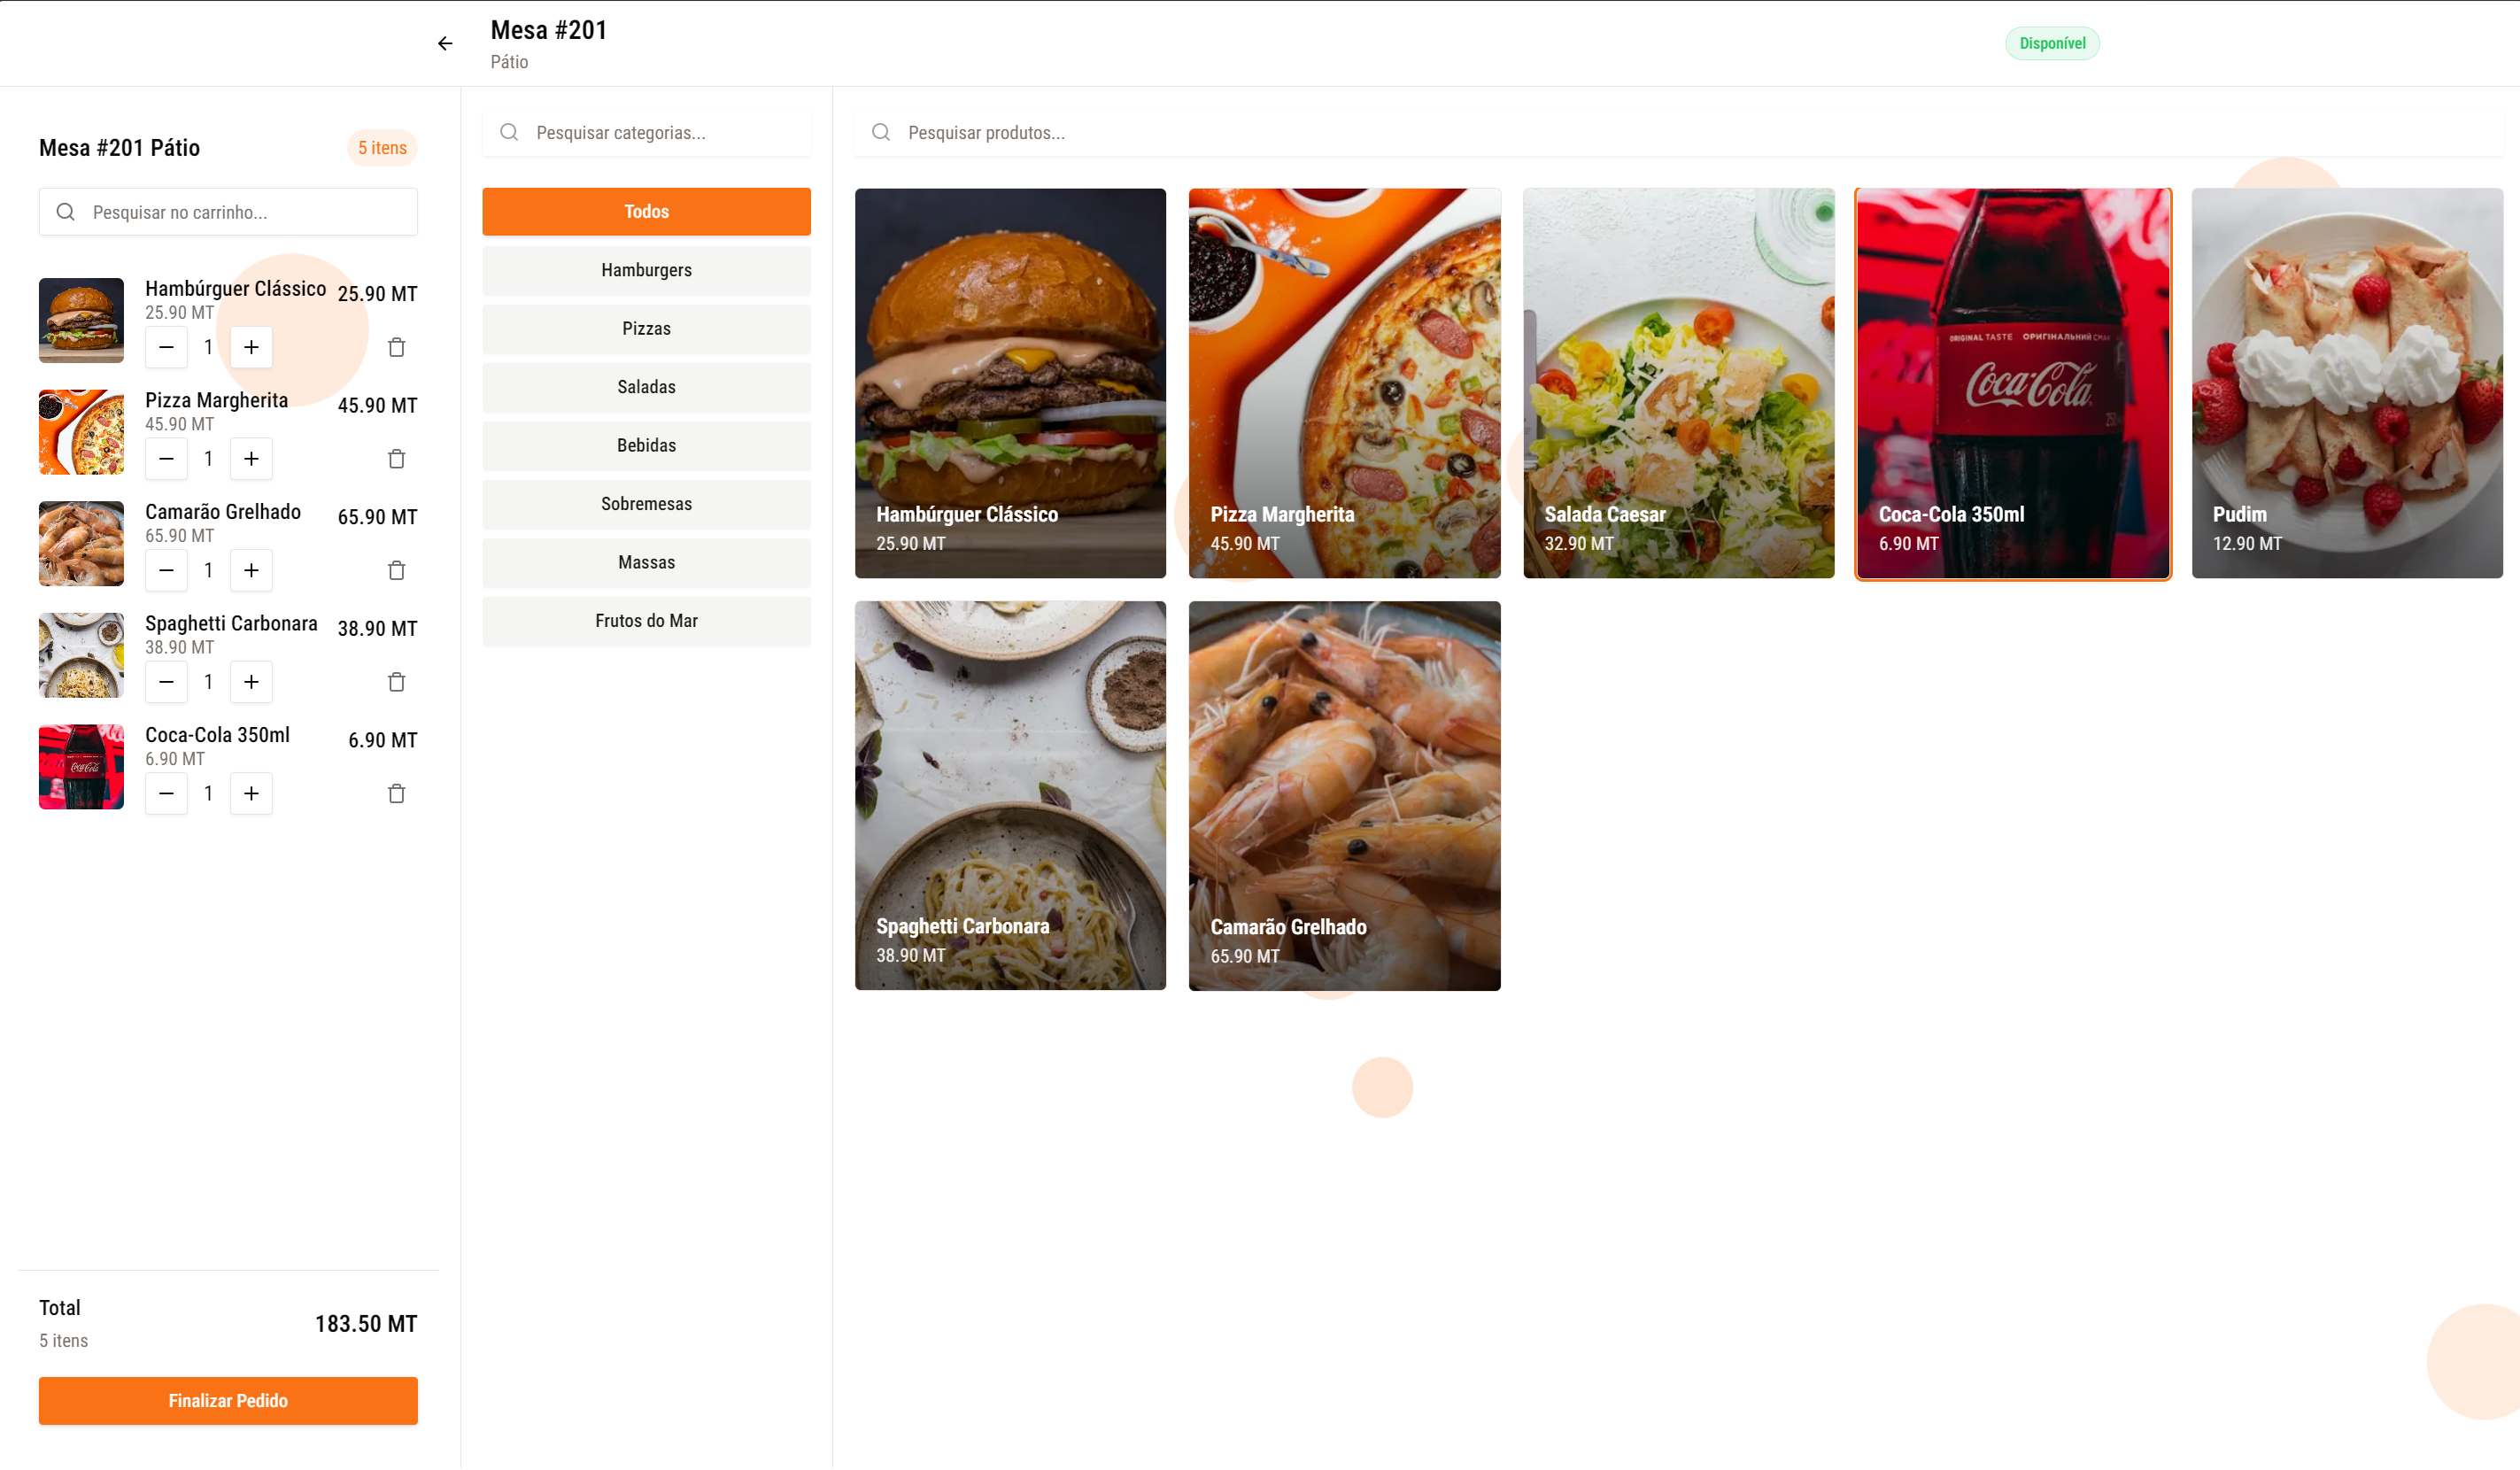 Mesa #201
Pátio
Disponível
Mesa #201 Pátio
5 itens
Pesquisar no carrinho...
Hambúrguer Clássico
25.90 MT
25.90 MT
1
Pizza Margherita
45.90 MT
45.90 MT
1
Camarão Grelhado
65.90 MT
65.90 MT
1
Spaghetti Carbonara
38.90 MT
38.90 MT
1
Coca-Cola 350ml
6.90 MT
6.90 MT
1
Total
5 itens
183.50 MT
Finalizar Pedido
Pesquisar categorias...
Todos
Hamburgers
Pizzas
Saladas
Bebidas
Sobremesas
Massas
Frutos do Mar
Pesquisar produtos...
Hambúrguer Clássico
25.90 MT
Pizza Margherita
45.90 MT
Salada Caesar
32.90 MT
ORIGINAL TASTE ОРИГІНАЛЬНИЙ
Coca-Cola
Coca-Cola 350ml
6.90 MT
Pudim
12.90 MT
Spaghetti Carbonara
38.90 MT
Camarão Grelhado
65.90 MT